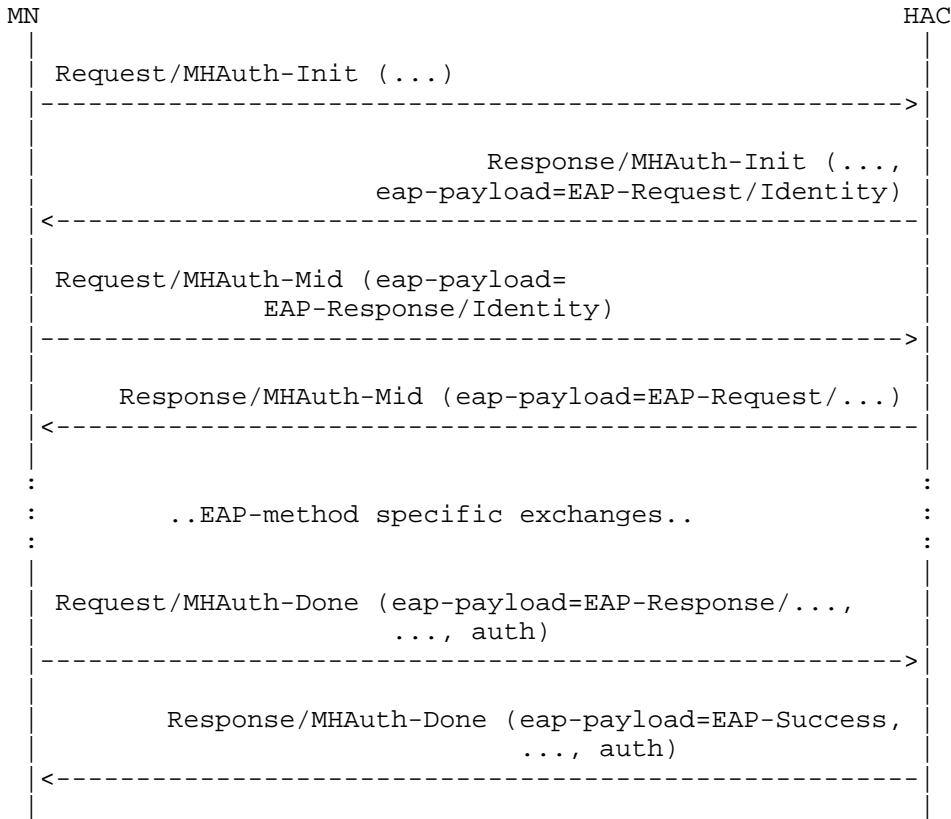 MN HAC
Request/MHAuth-Init (...)
Response/MHAuth-Init (...,
eap-payload=EAP-Request/Identity)
Request/MHAuth-Mid (eap-payload=
EAP-Response/Identity)
Response/MHAuth-Mid (eap-payload=EAP-Request/...)
..EAP-method specific exchanges..
Request/MHAuth-Done (eap-payload=EAP-Response/...,
..., auth)
Response/MHAuth-Done (eap-payload=EAP-Success,
..., auth)